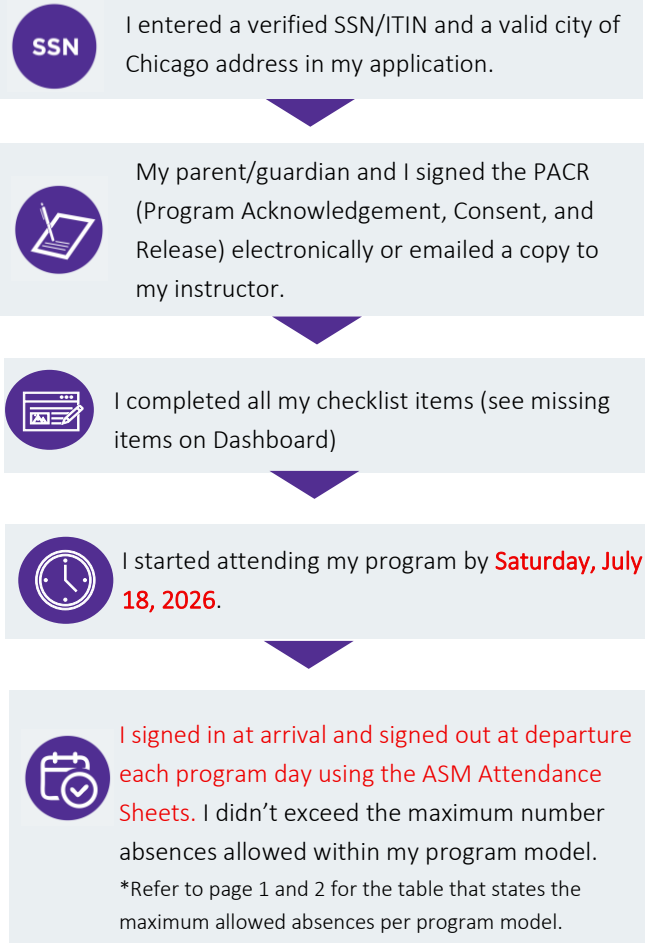 SSN
I entered a verified SSN/ITIN and a valid city of
Chicago address in my application.
My parent/guardian and I signed the PACR
(Program Acknowledgement, Consent, and
Release) electronically or emailed a copy to
my instructor.
I completed all my checklist items (see missing
items on Dashboard)
I started attending my program by Saturday, July
18, 2026.
I signed in at arrival and signed out at departure
each program day using the ASM Attendance
Sheets. I didn’t exceed the maximum number
absences allowed within my program model.
*Refer to page 1 and 2 for the table that states the
maximum allowed absences per program model.